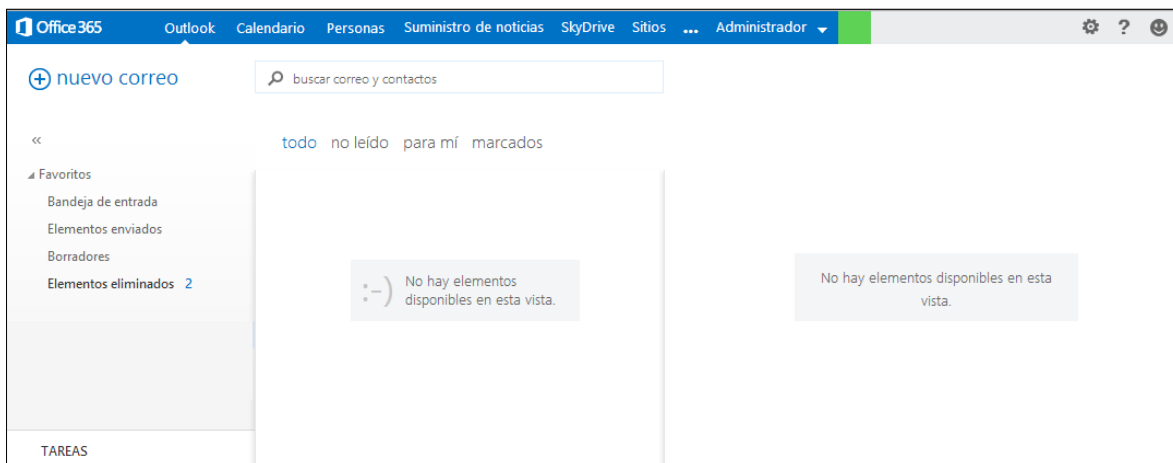 Office 365 Outlook Calendario Personas Suministro de noticias SkyDrive Sitios ... Administrador ?
nuevo correo
buscar correo y contactos
«
todo no leído para mí marcados
Favoritos
Bandeja de entrada
Elementos enviados
Borradores
Elementos eliminados 2
:-)
No hay elementos
disponibles en esta vista.
No hay elementos disponibles en esta
vista.
TAREAS